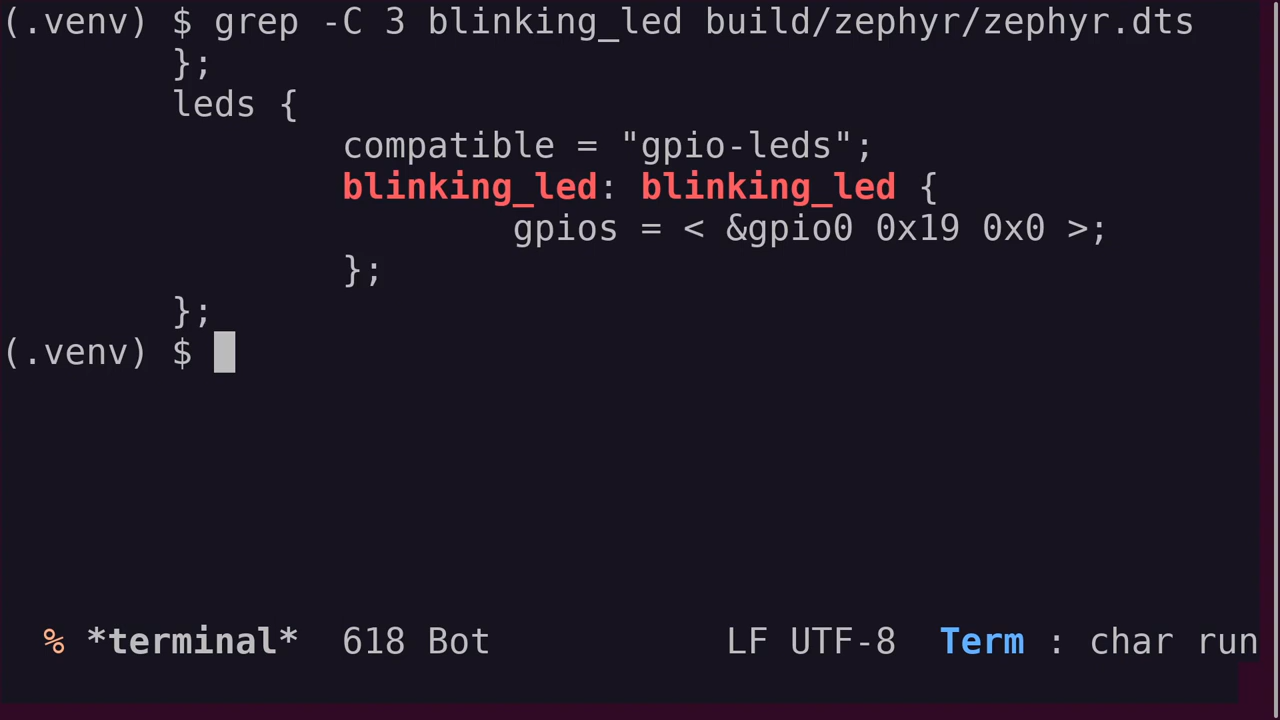 (.venv) $ grep -C 3 blinking_led build/zephyr/zephyr.dts
        };
        leds {
                compatible = "gpio-leds";
                blinking_led: blinking_led {
                        gpios = < &gpio0 0x19 0x0 >;
                };
        };
(.venv) $
% *terminal*  618 Bot  LF UTF-8  Term : char run